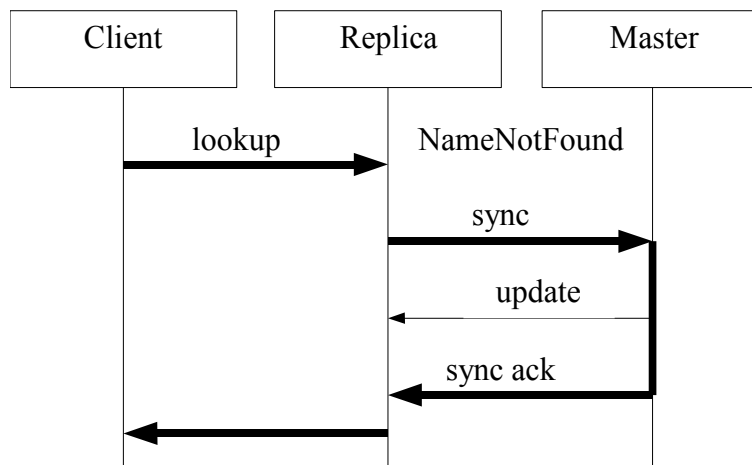 Client
Replica
Master
lookup
NameNotFound
sync
update
sync ack